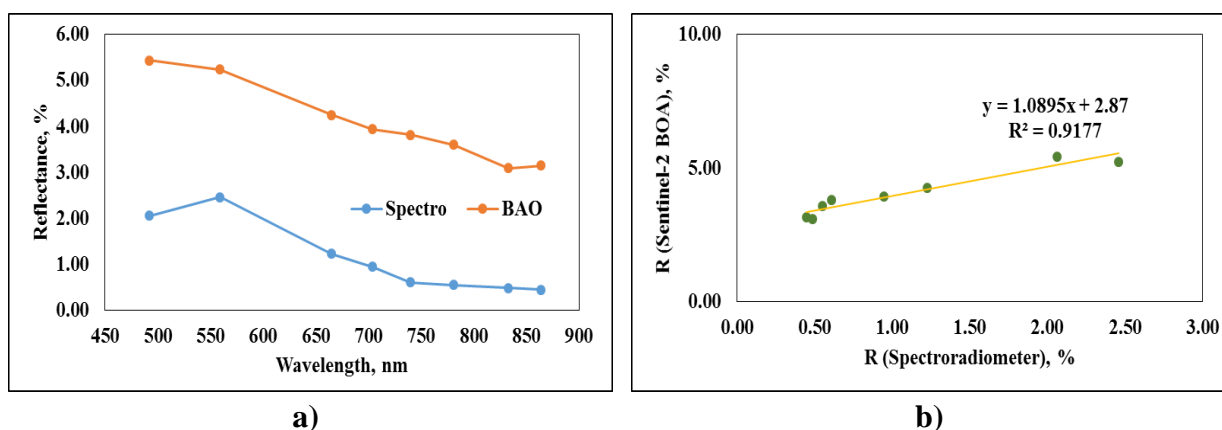 6.00
5.00
4.00
3.00
2.00
1.00
0.00
Reflectance, %
Spectro
BAO
450 500 550 600 650 700 750 800 850 900
Wavelength, nm
a)
10.00
5.00
0.00
R (Sentinel-2 BOA), %
y = 1.0895x + 2.87
R² = 0.9177
0.00 0.50 1.00 1.50 2.00 2.50 3.00
R (Spectroradiometer), %
b)